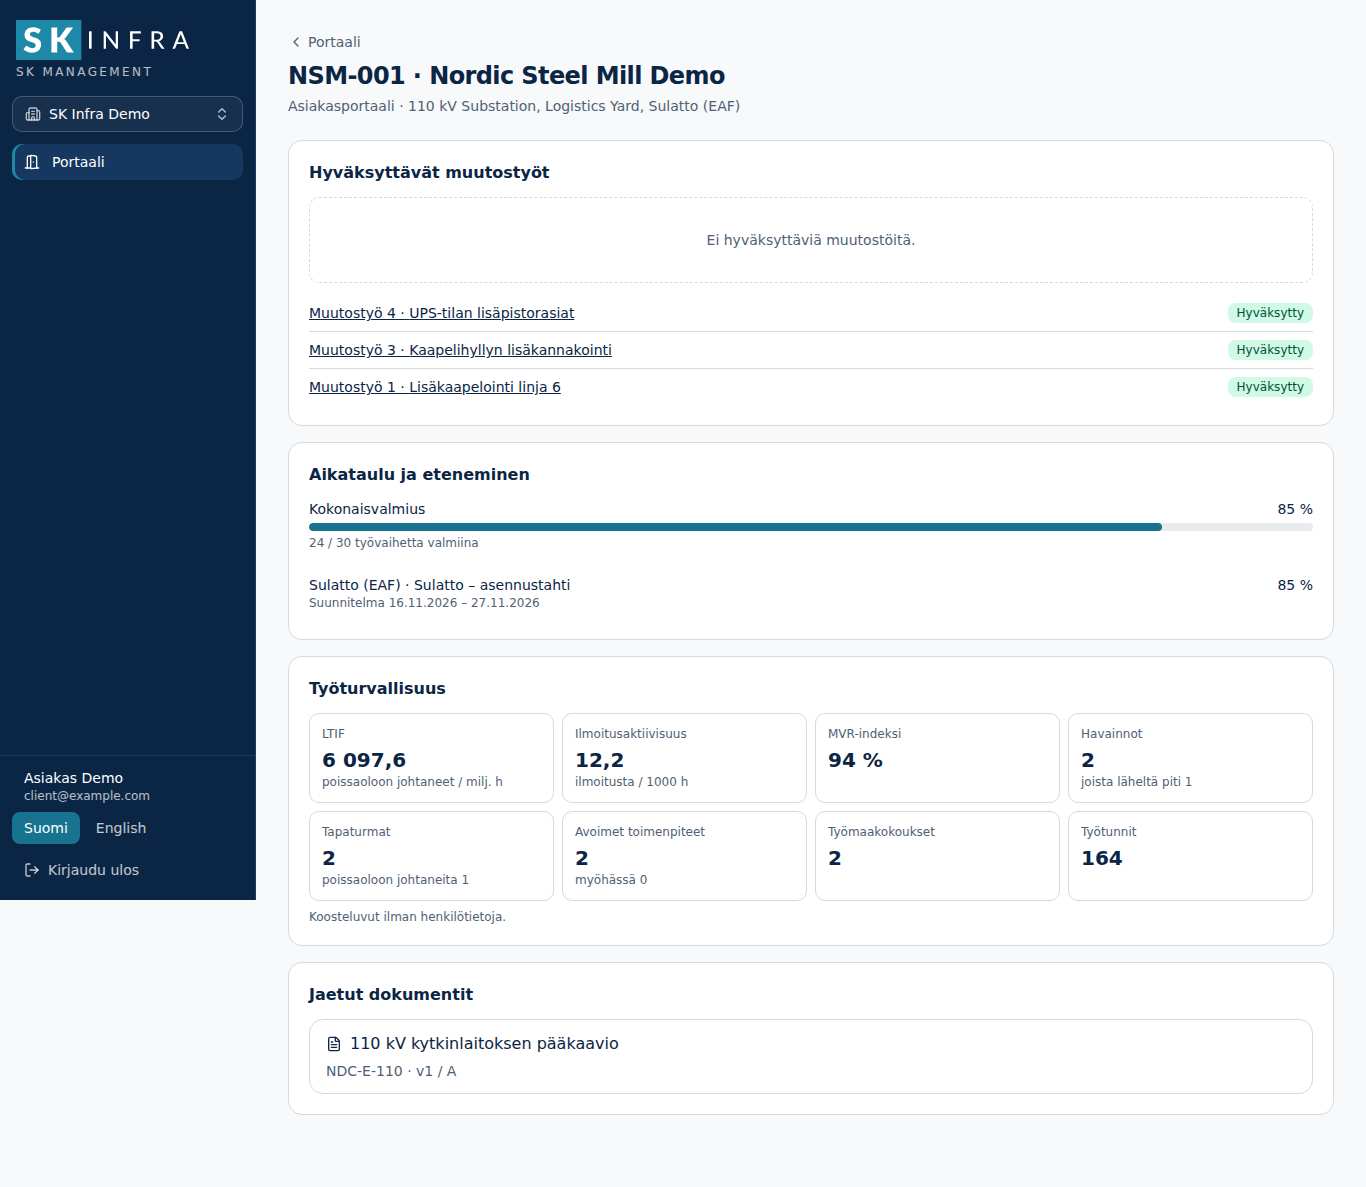 SK INFRA
SK MANAGEMENT
SK Infra Demo
Portaali
Asiakas Demo
client@example.com
Suomi English
Kirjaudu ulos
Portaali
NSM-001 · Nordic Steel Mill Demo
Asiakasportaali · 110 kV Substation, Logistics Yard, Sulatto (EAF)
Hyväksyttävät muutostyöt
Ei hyväksyttäviä muutostöitä.
Muutostyö 4 · UPS-tilan lisäpistorasiat Hyväksytty
Muutostyö 3 · Kaapelihyllyn lisäkannakointi Hyväksytty
Muutostyö 1 · Lisäkaapelointi linja 6 Hyväksytty
Aikataulu ja eteneminen
Kokonaisvalmius 85 %
24 / 30 työvaihetta valmiina
Sulatto (EAF) · Sulatto – asennustahti 85 %
Suunnitelma 16.11.2026 – 27.11.2026
Työturvallisuus
LTIF
6 097,6
poissaoloon johtaneet / milj. h
Ilmoitusaktiivisuus
12,2
ilmoitusta / 1000 h
MVR-indeksi
94 %
Havainnot
2
joista läheltä piti 1
Tapaturmat
2
poissaoloon johtaneita 1
Avoimet toimenpiteet
2
myöhässä 0
Työmaakokoukset
2
Työtunnit
164
Koosteluvut ilman henkilötietoja.
Jaetut dokumentit
110 kV kytkinlaitoksen pääkaavio
NDC-E-110 · v1 / A